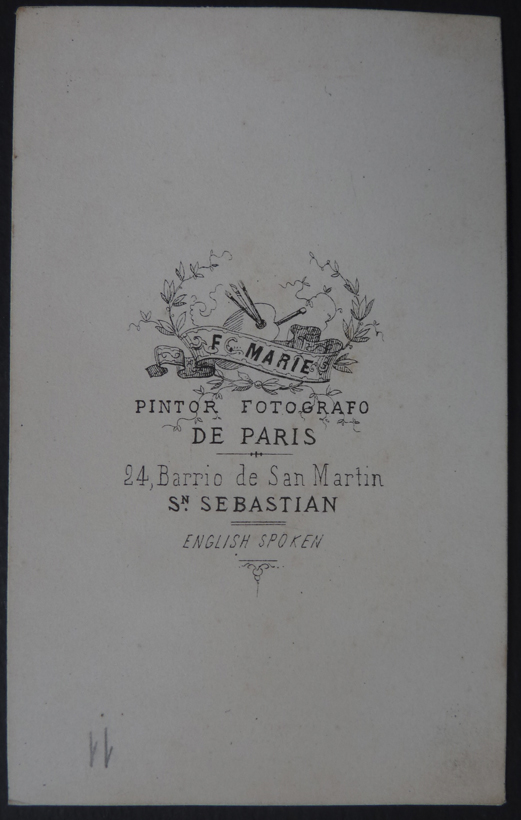 F.C. MARIE
PINTOR FOTOGRAFO
DE PARIS
24, Barrio de San Martin
Sᴺ. SEBASTIAN
ENGLISH SPOKEN
11